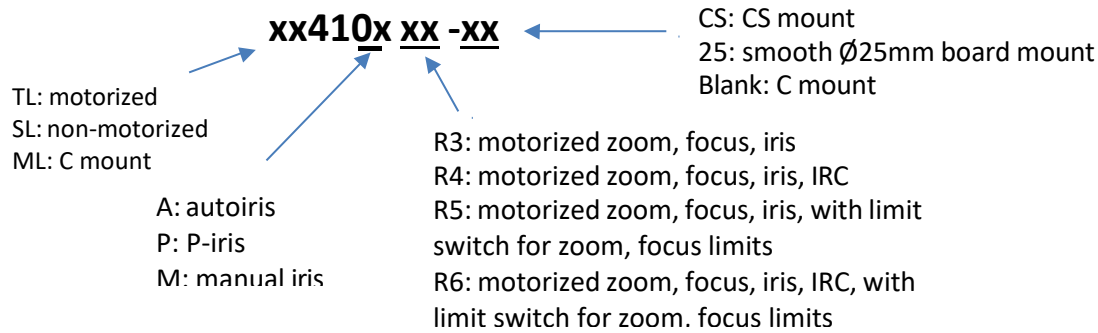 xx410x xx -xx
CS: CS mount
25: smooth Ø25mm board mount
Blank: C mount
TL: motorized
SL: non-motorized
ML: C mount
A: autoiris
P: P-iris
M: manual iris
R3: motorized zoom, focus, iris
R4: motorized zoom, focus, iris, IRC
R5: motorized zoom, focus, iris, with limit
switch for zoom, focus limits
R6: motorized zoom, focus, iris, IRC, with
limit switch for zoom, focus limits